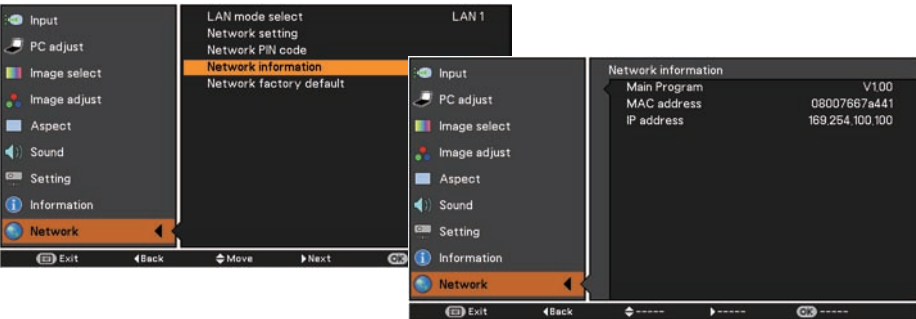 Input
PC adjust
Image select
Image adjust
Aspect
Sound
Setting
Information
Network
LAN mode select LAN 1
Network setting
Network PIN code
Network information
Network factory default
Exit Back Move Next OK
Input
PC adjust
Image select
Image adjust
Aspect
Sound
Setting
Information
Network
Network information
Main Program V1.00
MAC address 08007667a441
IP address 169.254.100.100
Exit Back ----- ----- OK -----